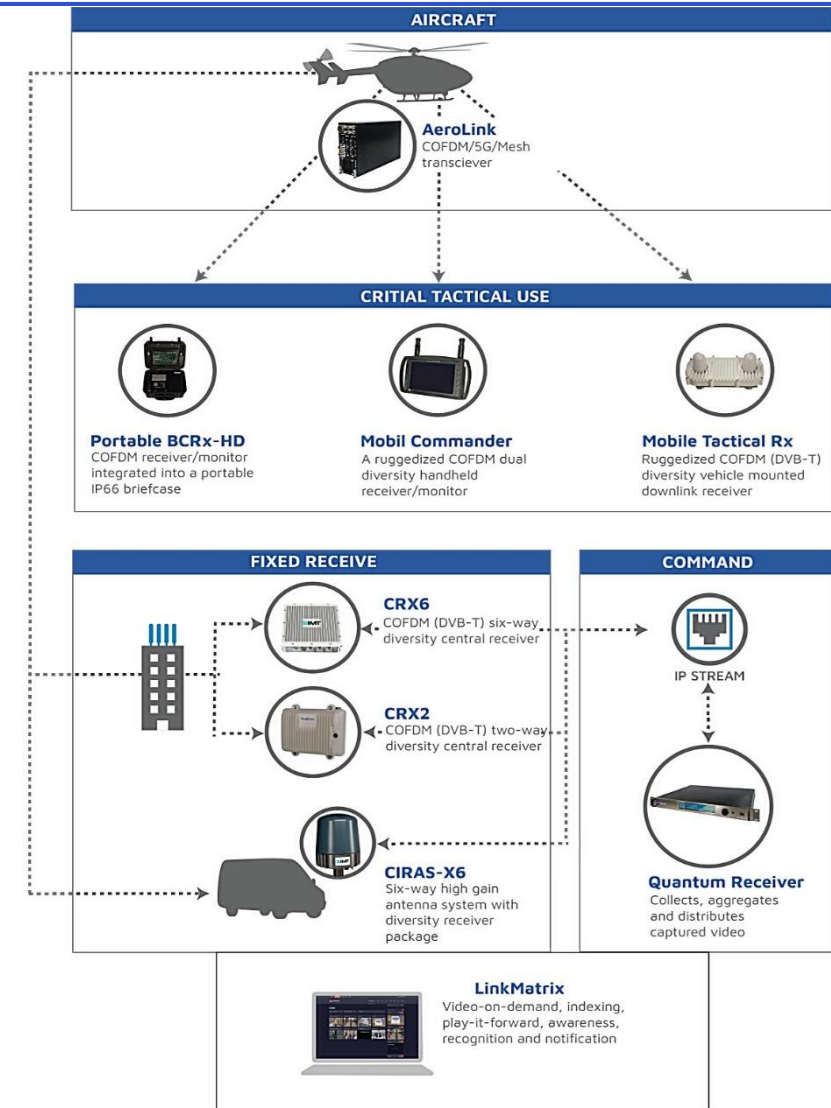 AIRCRAFT
AeroLink
COFDM/5G/Mesh
transciever
CRITIAL TACTICAL USE
Portable BCRx-HD
COFDM receiver/monitor
integrated into a portable
IP66 briefcase
Mobil Commander
A ruggedized COFDM dual
diversity handheld
receiver/monitor
Mobile Tactical Rx
Ruggedized COFDM (DVB-T)
diversity vehicle mounted
downlink receiver
FIXED RECEIVE
CRX6
COFDM (DVB-T) six-way
diversity central receiver
CRX2
COFDM (DVB-T) two-way
diversity central receiver
CIRAS-X6
Six-way high gain
antenna system with
diversity receiver
package
COMMAND
IP STREAM
Quantum Receiver
Collects, aggregates
and distributes
captured video
LinkMatrix
Video-on-demand, indexing,
play-it-forward, awareness,
recognition and notification